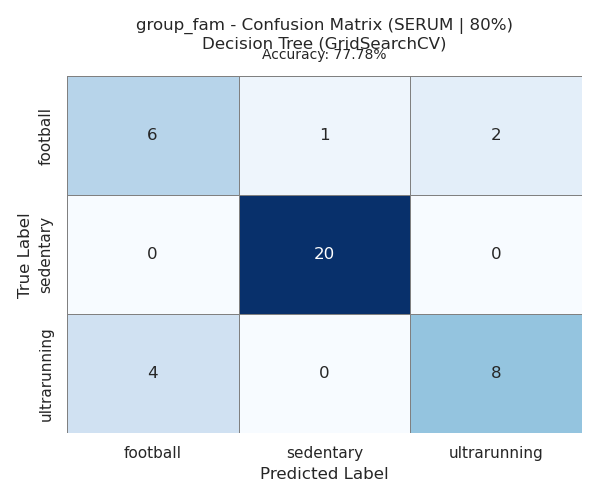 group_fam - Confusion Matrix (SERUM | 80%)
Decision Tree (GridSearchCV)
Accuracy: 77.78%
True Label
football
6 1 2
sedentary
0 20 0
ultrarunning
4 0 8
football sedentary ultrarunning
Predicted Label